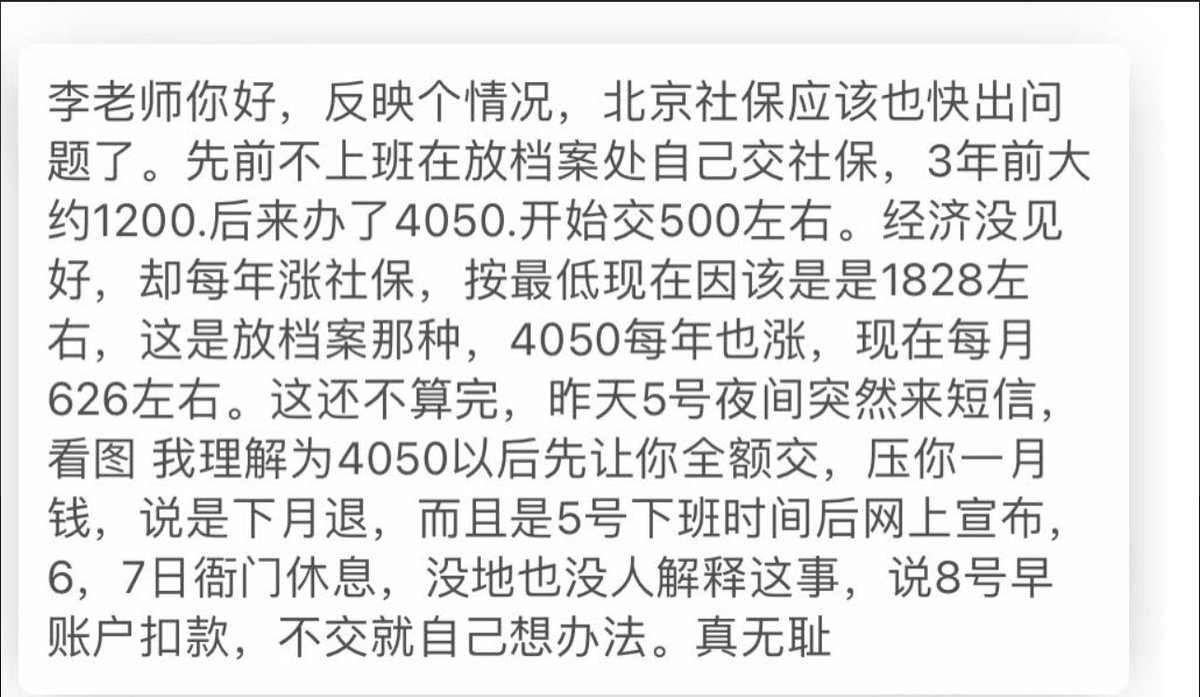 李老师你好，反映个情况，北京社保应该也快出问
题了。先前不上班在放档案处自己交社保，3年前大
约1200.后来办了4050.开始交500左右。经济没见
好，却每年涨社保，按最低现在因该是是1828左
右，这是放档案那种，4050每年也涨，现在每月
626左右。这还不算完，昨天5号夜间突然来短信，
看图 我理解为4050以后先让你全额交，压你一月
钱，说是下月退，而且是5号下班时间后网上宣布，
6，7日衙门休息，没地也没人解释这事，说8号早
账户扣款，不交就自己想办法。真无耻